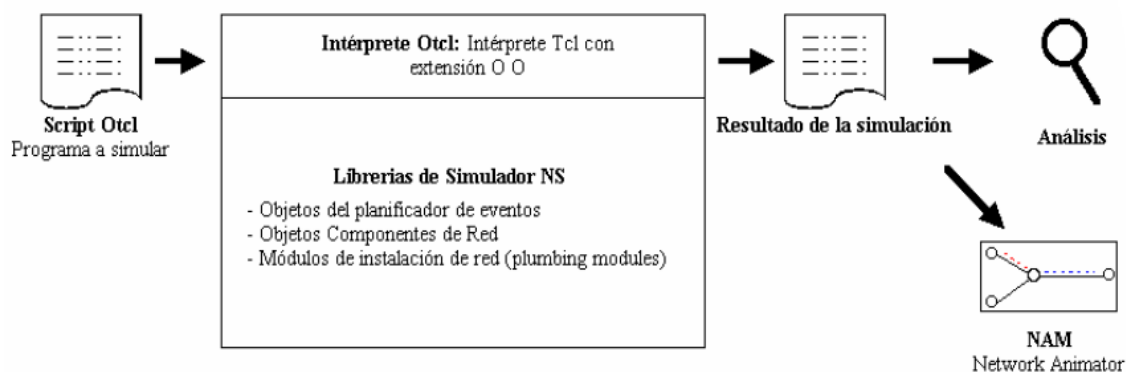 Script Otcl
Programa a simular
Intérprete Otcl: Intérprete Tcl con
extensión O O
Librerias de Simulador NS
- Objetos del planificador de eventos
- Objetos Componentes de Red
- Módulos de instalación de red (plumbing modules)
Resultado de la simulación
Análisis
NAM
Network Animator